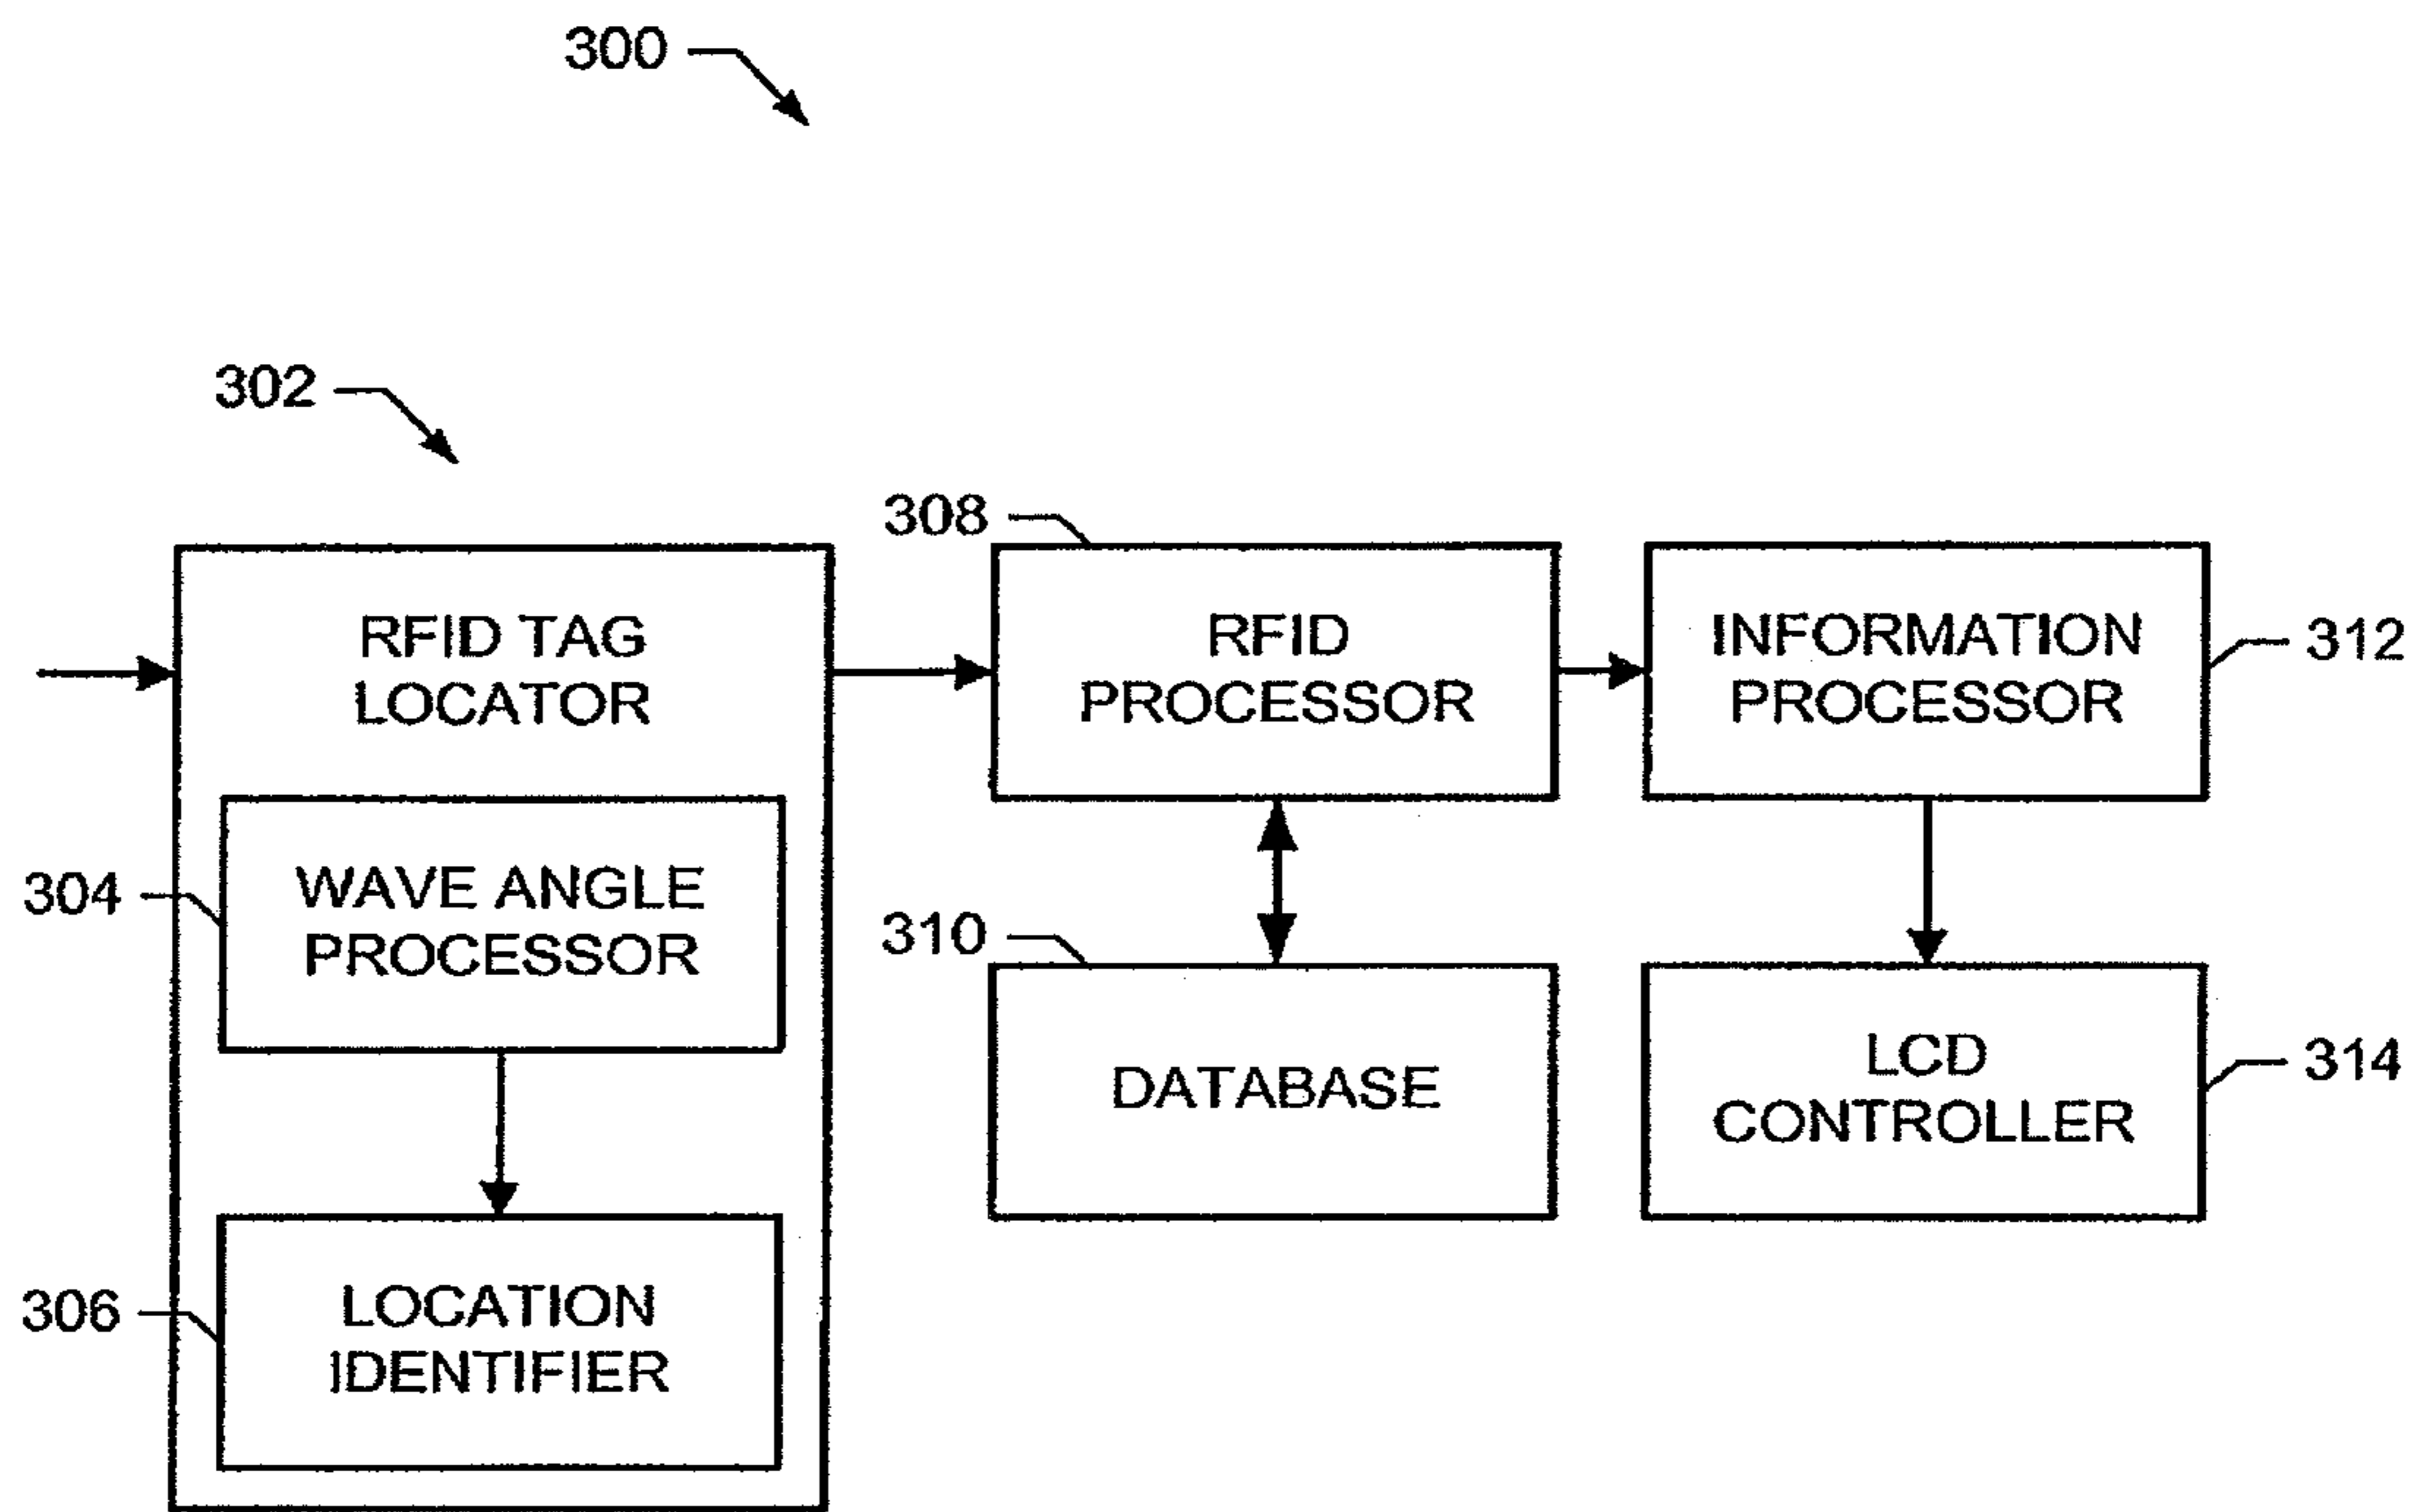 300
302
308
RFID TAG
LOCATOR
RFID
PROCESSOR
INFORMATION
PROCESSOR
312
304
WAVE ANGLE
PROCESSOR
310
DATABASE
LCD
CONTROLLER
314
306
LOCATION
IDENTIFIER